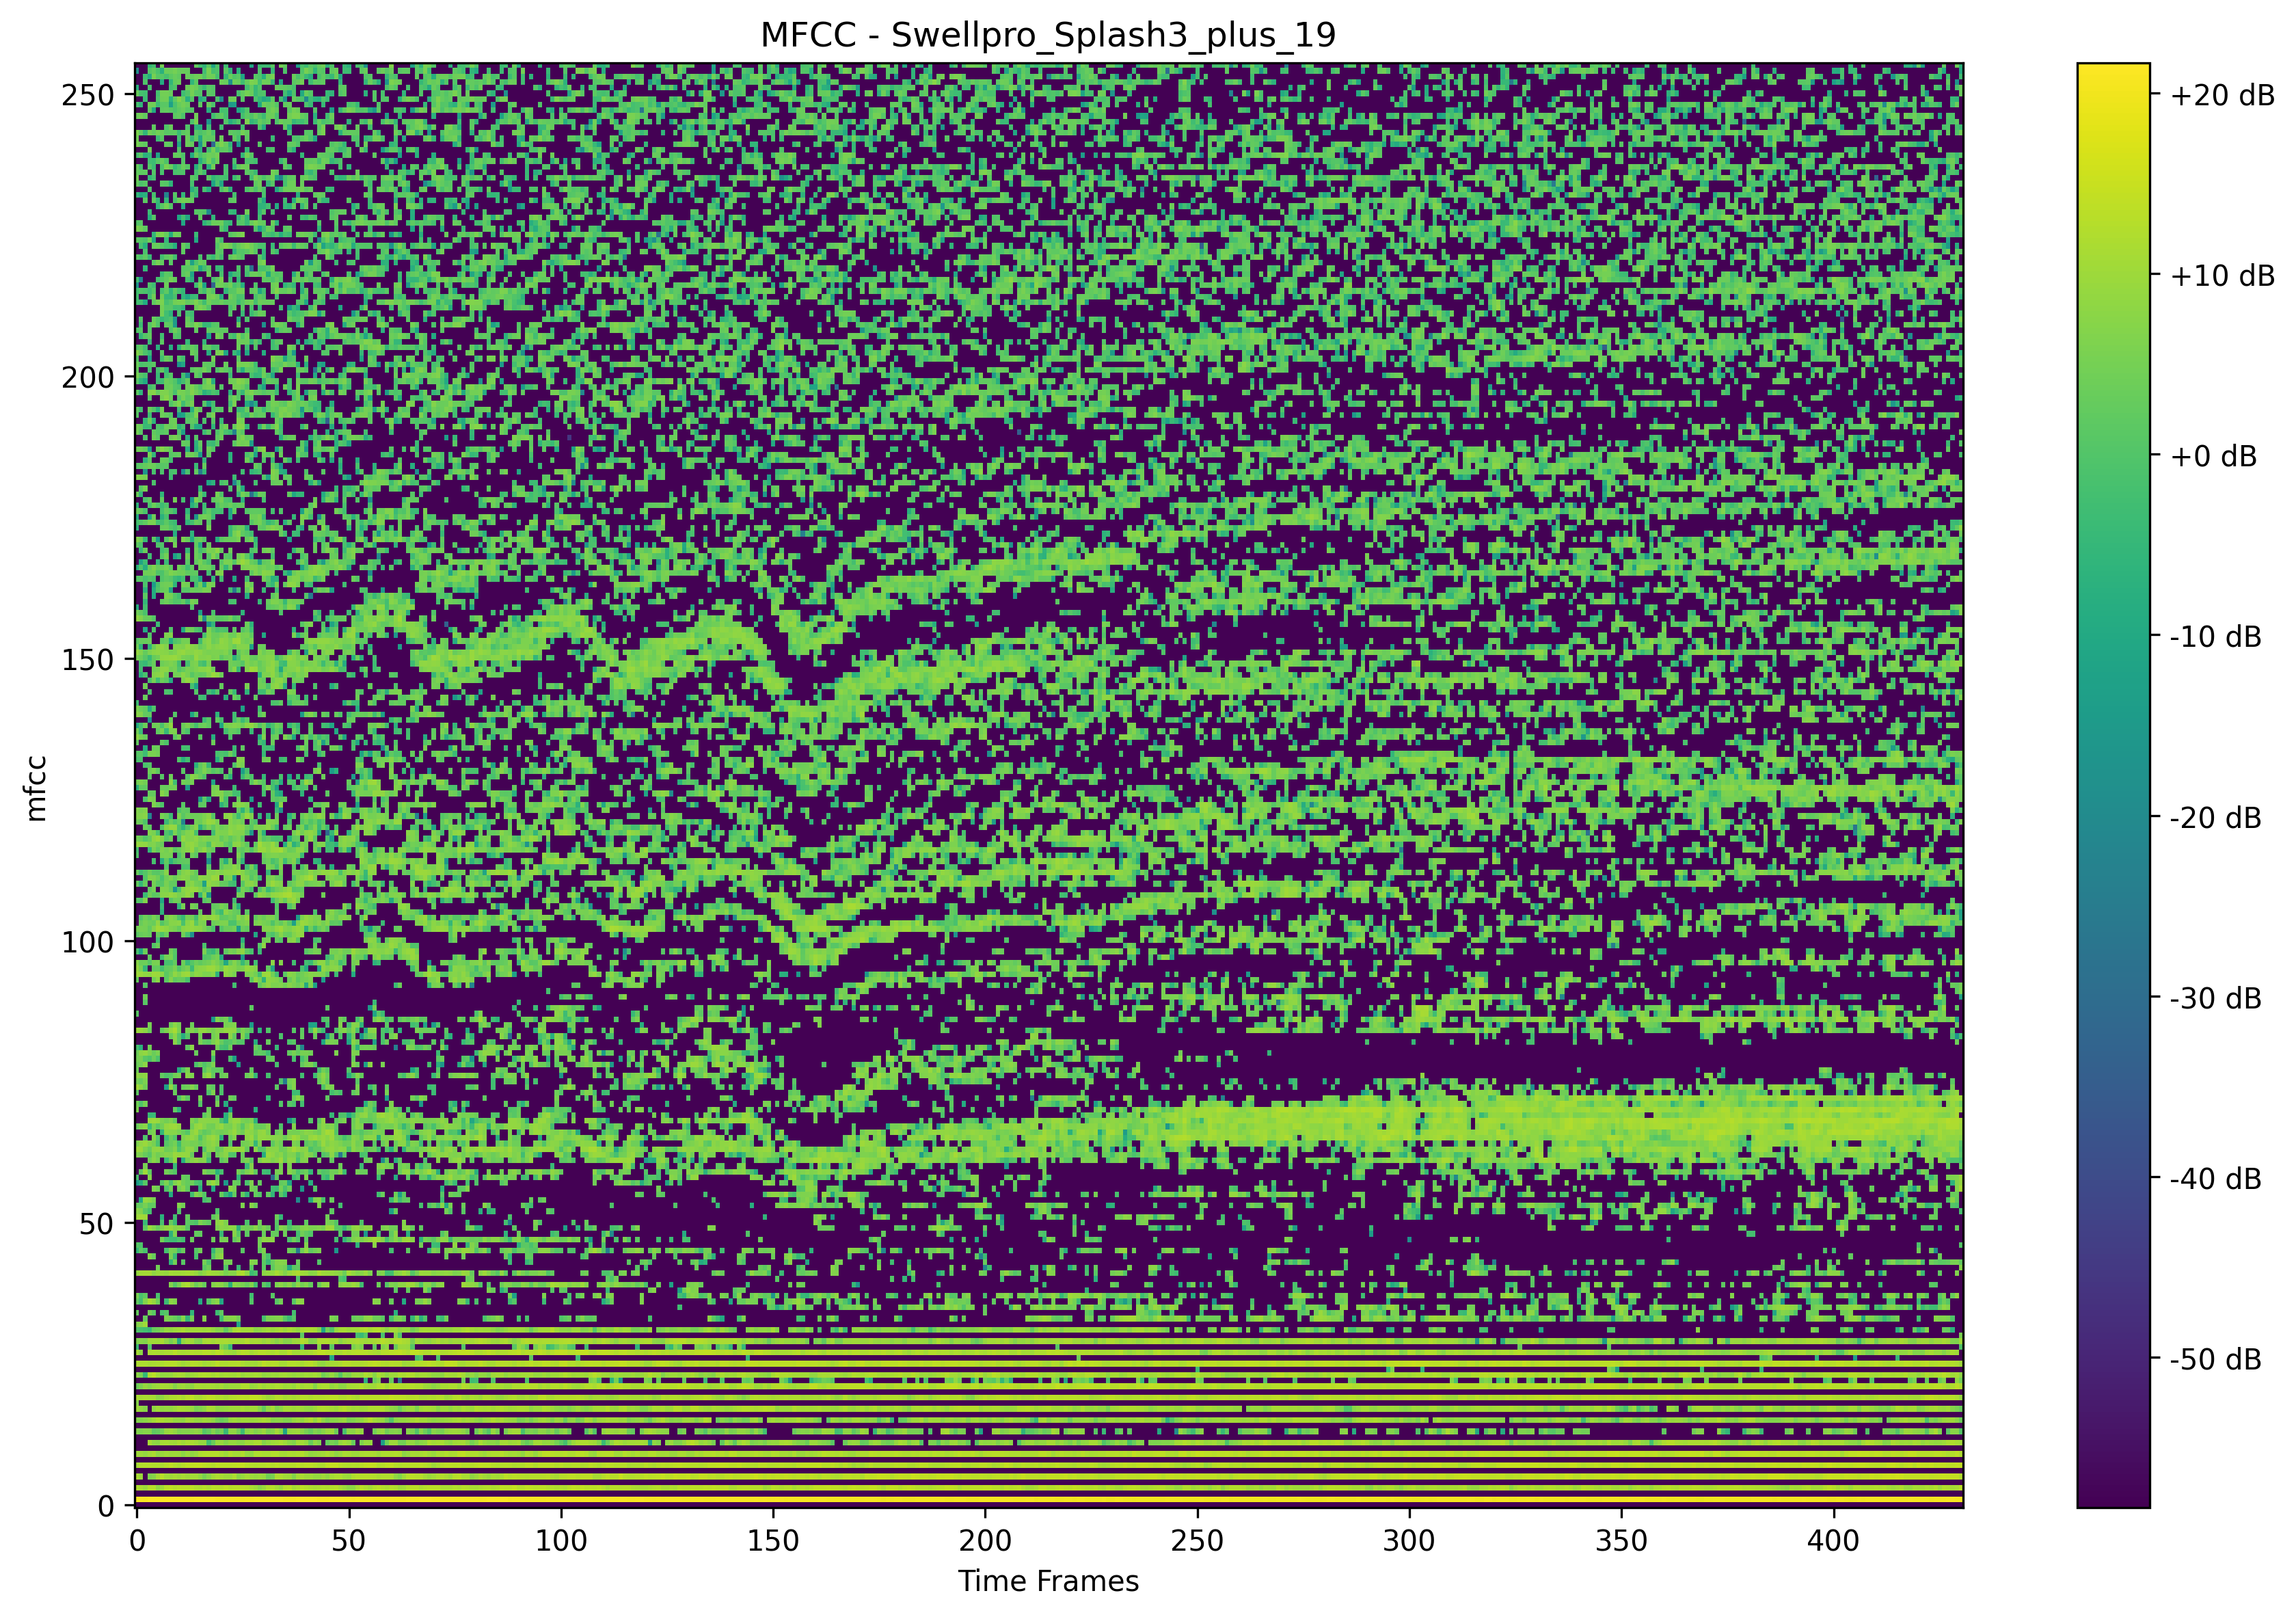 MFCC - Swellpro_Splash3_plus_19
250
200
150
100
50
0
mfcc
0 50 100 150 200 250 300 350 400
Time Frames
+20 dB
+10 dB
+0 dB
-10 dB
-20 dB
-30 dB
-40 dB
-50 dB